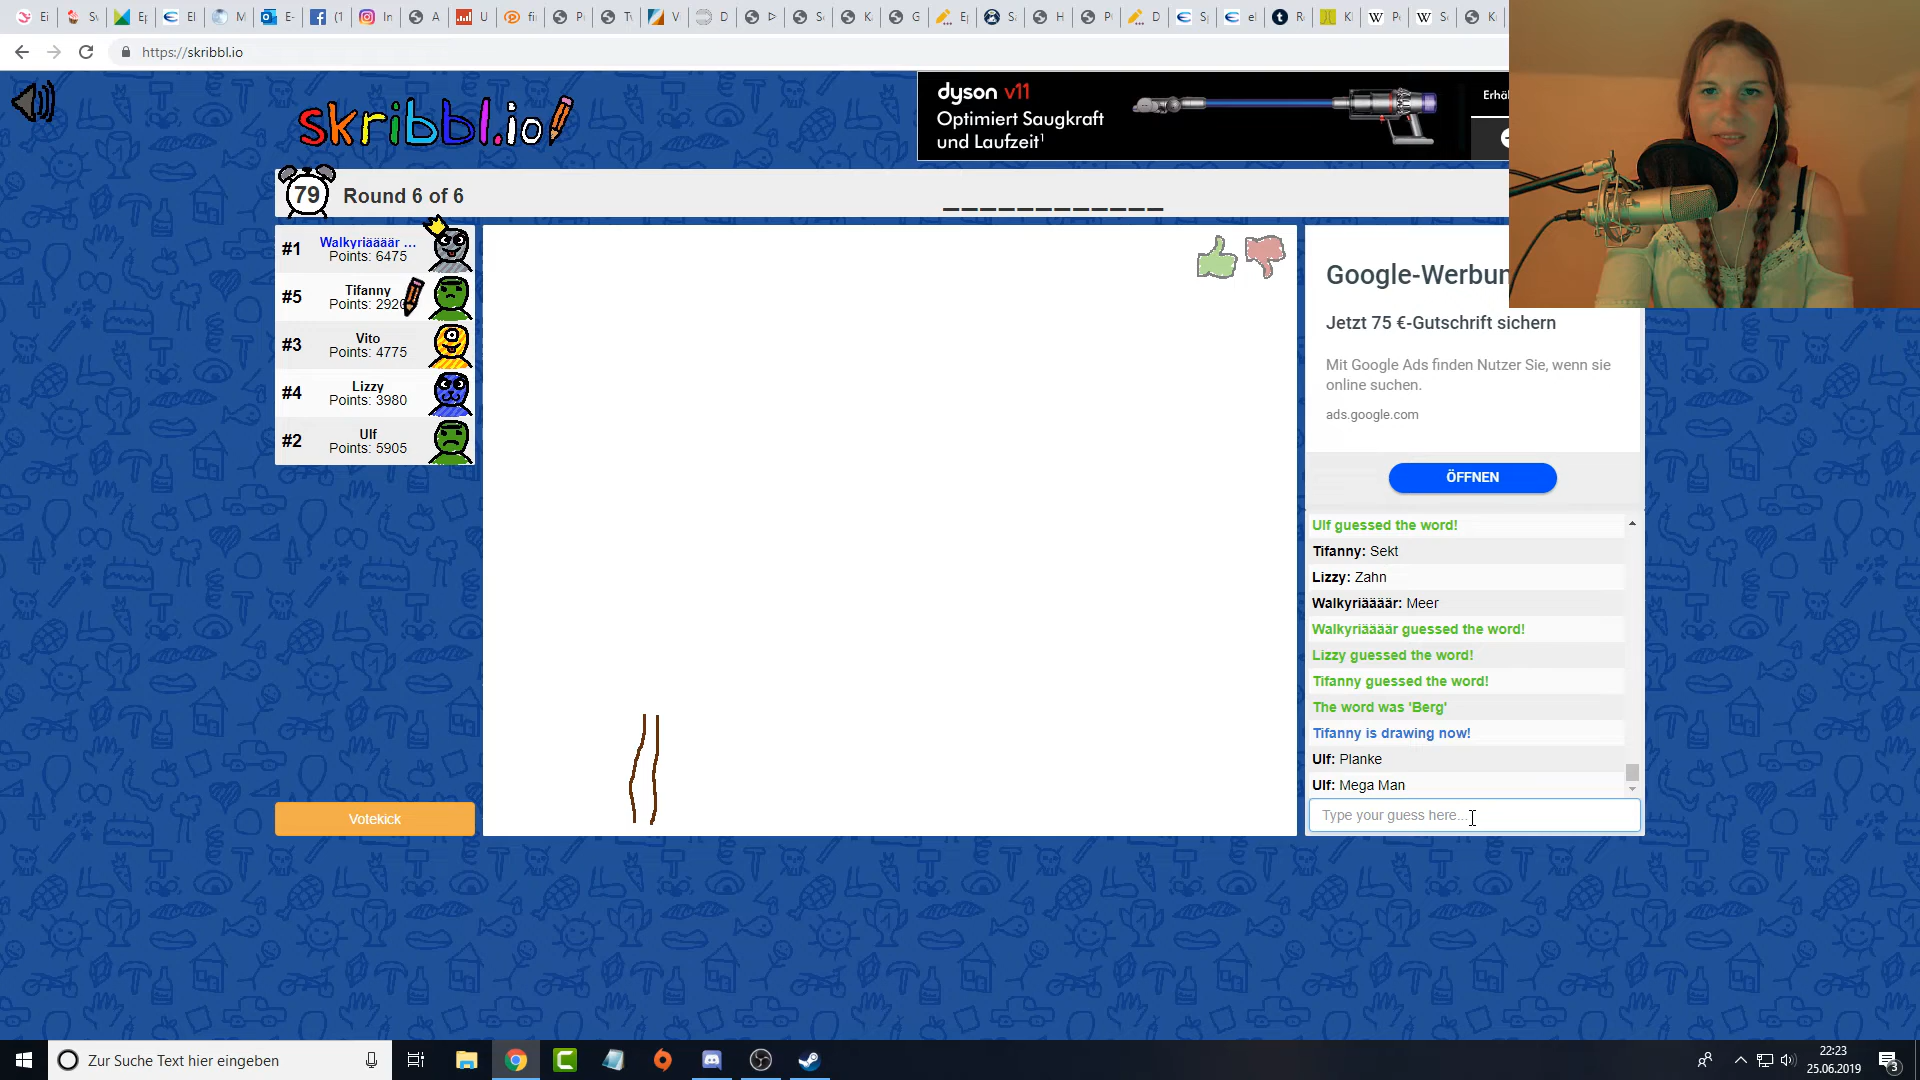 https://skribbl.io
skribbl.io
dyson v11
Optimiert Saugkraft
und Laufzeit¹
Erhäl
79
Round 6 of 6
#1
Walkyriäääär ...
Points: 6475
#5
Tifanny
Points: 2920
#3
Vito
Points: 4775
#4
Lizzy
Points: 3980
#2
Ulf
Points: 5905
Votekick
Google-Werbun
Jetzt 75 €-Gutschrift sichern
Mit Google Ads finden Nutzer Sie, wenn sie
online suchen.
ads.google.com
ÖFFNEN
Ulf guessed the word!
Tifanny: Sekt
Lizzy: Zahn
Walkyriäääär: Meer
Walkyriäääär guessed the word!
Lizzy guessed the word!
Tifanny guessed the word!
The word was 'Berg'
Tifanny is drawing now!
Ulf: Planke
Ulf: Mega Man
Type your guess here...
Zur Suche Text hier eingeben
22:23
25.06.2019
3